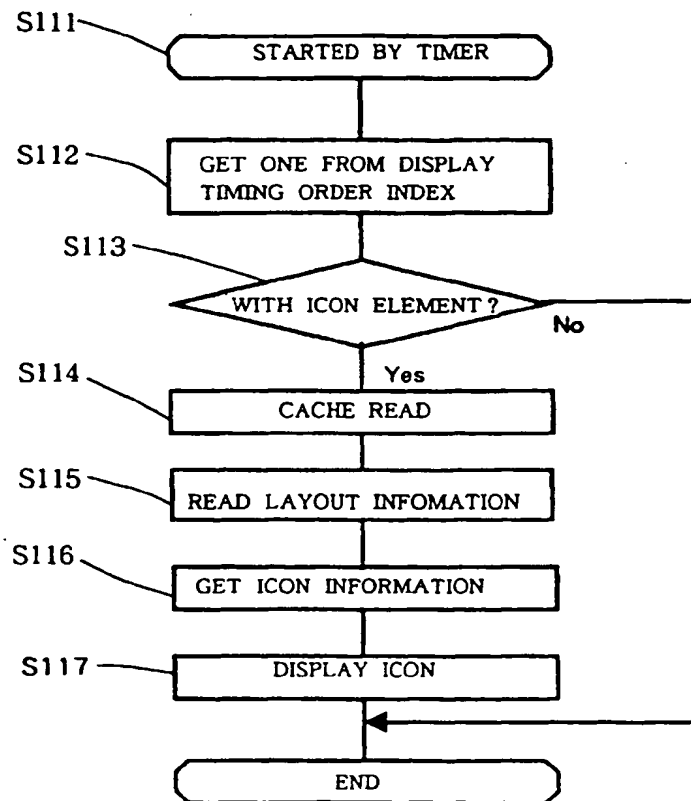 S111
STARTED BY TIMER
S112
GET ONE FROM DISPLAY
TIMING ORDER INDEX
S113
WITH ICON ELEMENT?
No
Yes
S114
CACHE READ
S115
READ LAYOUT INFOMATION
S116
GET ICON INFORMATION
S117
DISPLAY ICON
END